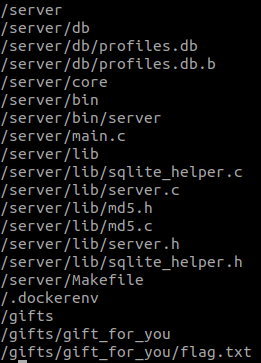 /server
/server/db
/server/db/profiles.db
/server/db/profiles.db.b
/server/core
/server/bin
/server/bin/server
/server/main.c
/server/lib
/server/lib/sqlite_helper.c
/server/lib/server.c
/server/lib/md5.h
/server/lib/md5.c
/server/lib/server.h
/server/lib/sqlite_helper.h
/server/Makefile
/.dockerenv
/gifts
/gifts/gift_for_you
/gifts/gift_for_you/flag.txt